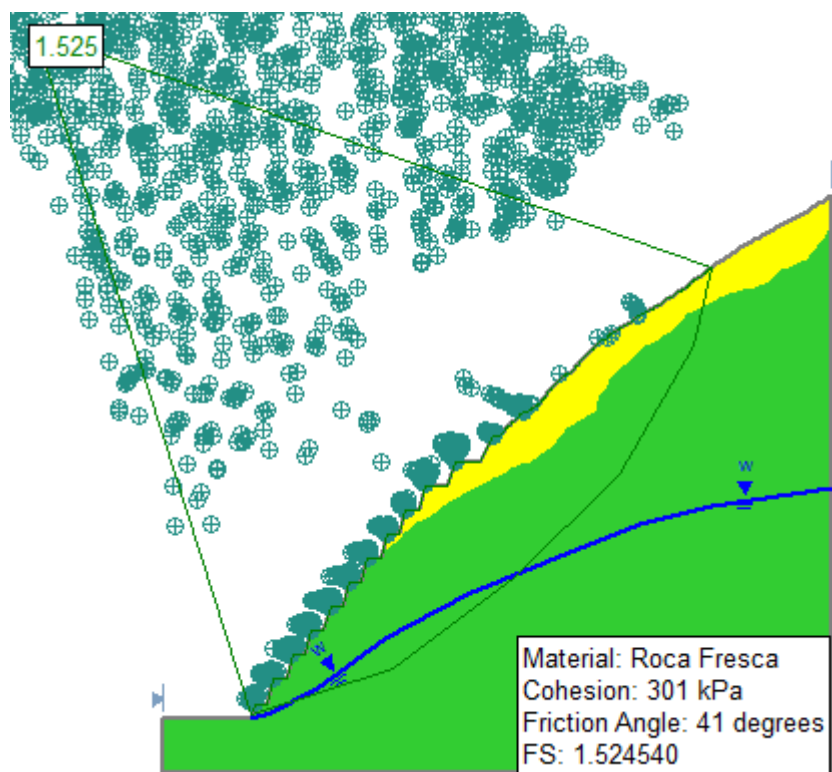 1.525
W
W
Material: Roca Fresca
Cohesion: 301 kPa
Friction Angle: 41 degrees
FS: 1.524540